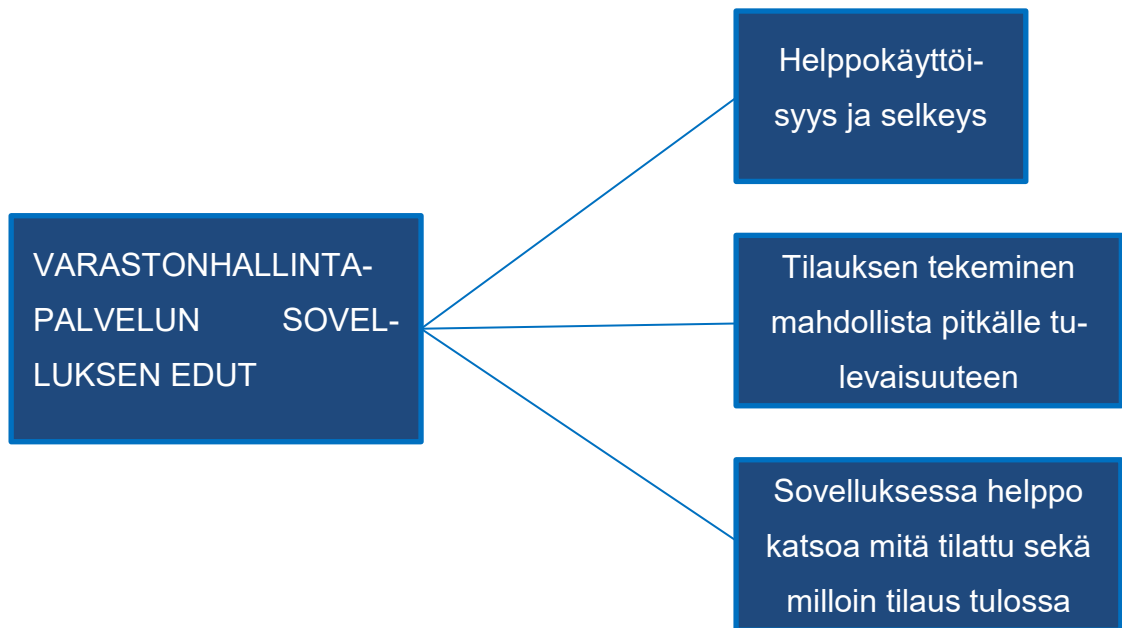 VARASTONHALLINTA-
PALVELUN SOVEL-
LUKSEN EDUT
Helppokäyttöi-
syys ja selkeys
Tilauksen tekeminen
mahdollista pitkälle tu-
levaisuuteen
Sovelluksessa helppo
katsoa mitä tilattu sekä
milloin tilaus tulossa